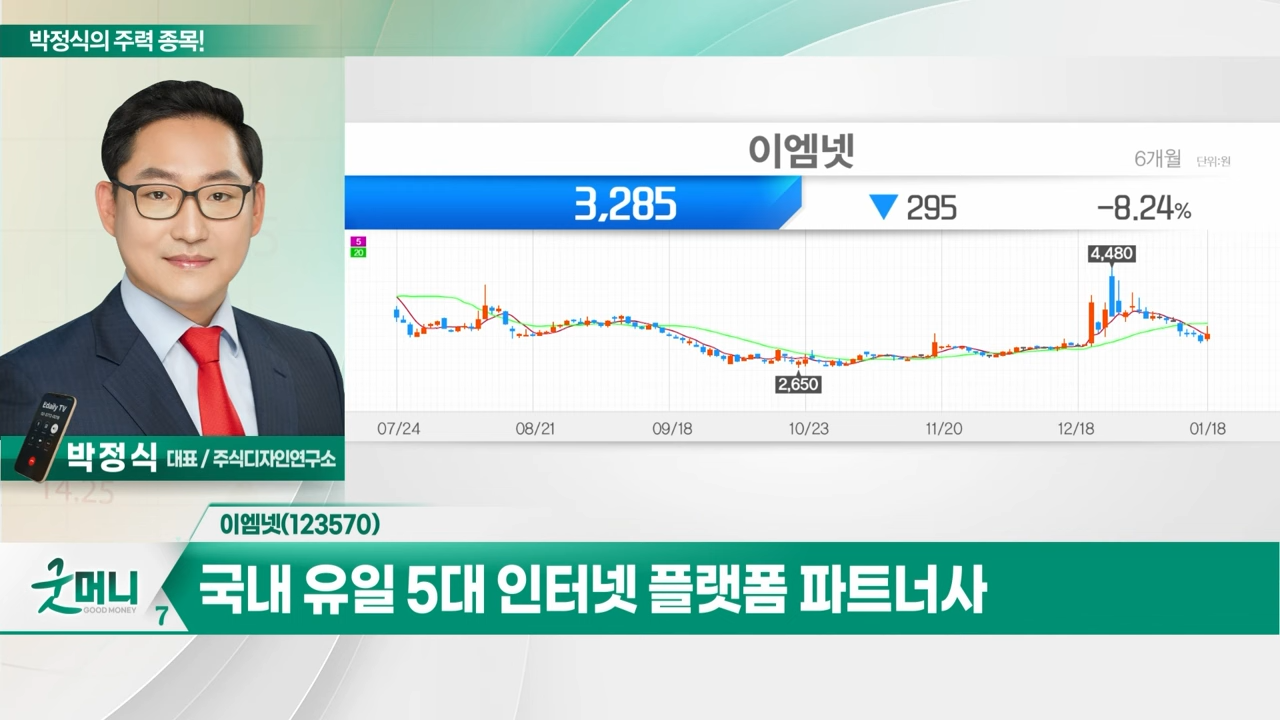 박정식의 주력 종목!
이엠넷
6개월 단위:원
3,285 ▼ 295 -8.24%
5
20
4,480
2,650
07/24 08/21 09/18 10/23 11/20 12/18 01/18
Edaily TV
박정식 대표 / 주식디자인연구소
14.25
이엠넷(123570)
굿머니
GOOD MONEY
7
국내 유일 5대 인터넷 플랫폼 파트너사